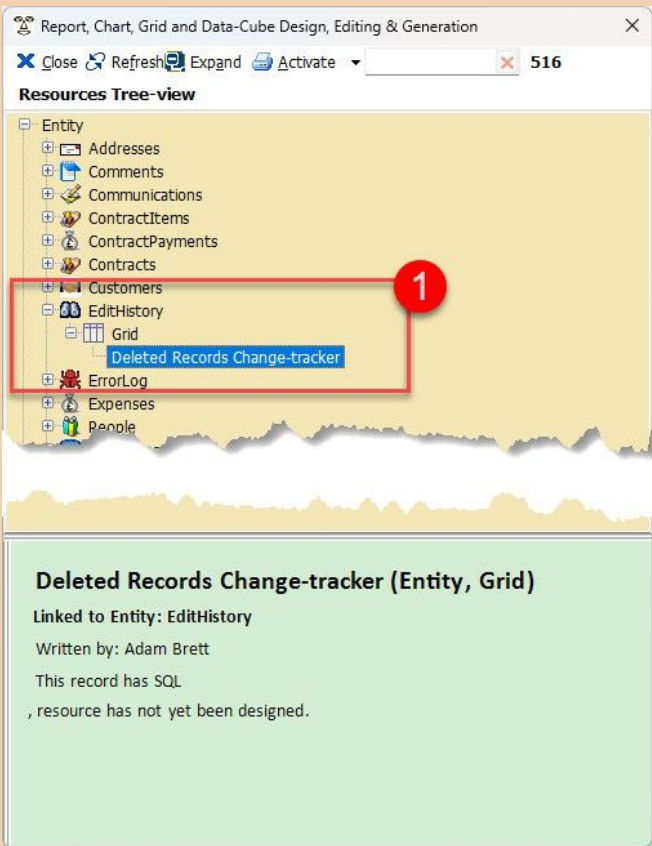 Report, Chart, Grid and Data-Cube Design, Editing & Generation
Close Refresh Expand Activate 516
Resources Tree-view
Entity
Addresses
Comments
Communications
ContractItems
ContractPayments
Contracts
1
Customers
EditHistory
Grid
Deleted Records Change-tracker
ErrorLog
Expenses
People
Deleted Records Change-tracker (Entity, Grid)
Linked to Entity: EditHistory
Written by: Adam Brett
This record has SQL
, resource has not yet been designed.